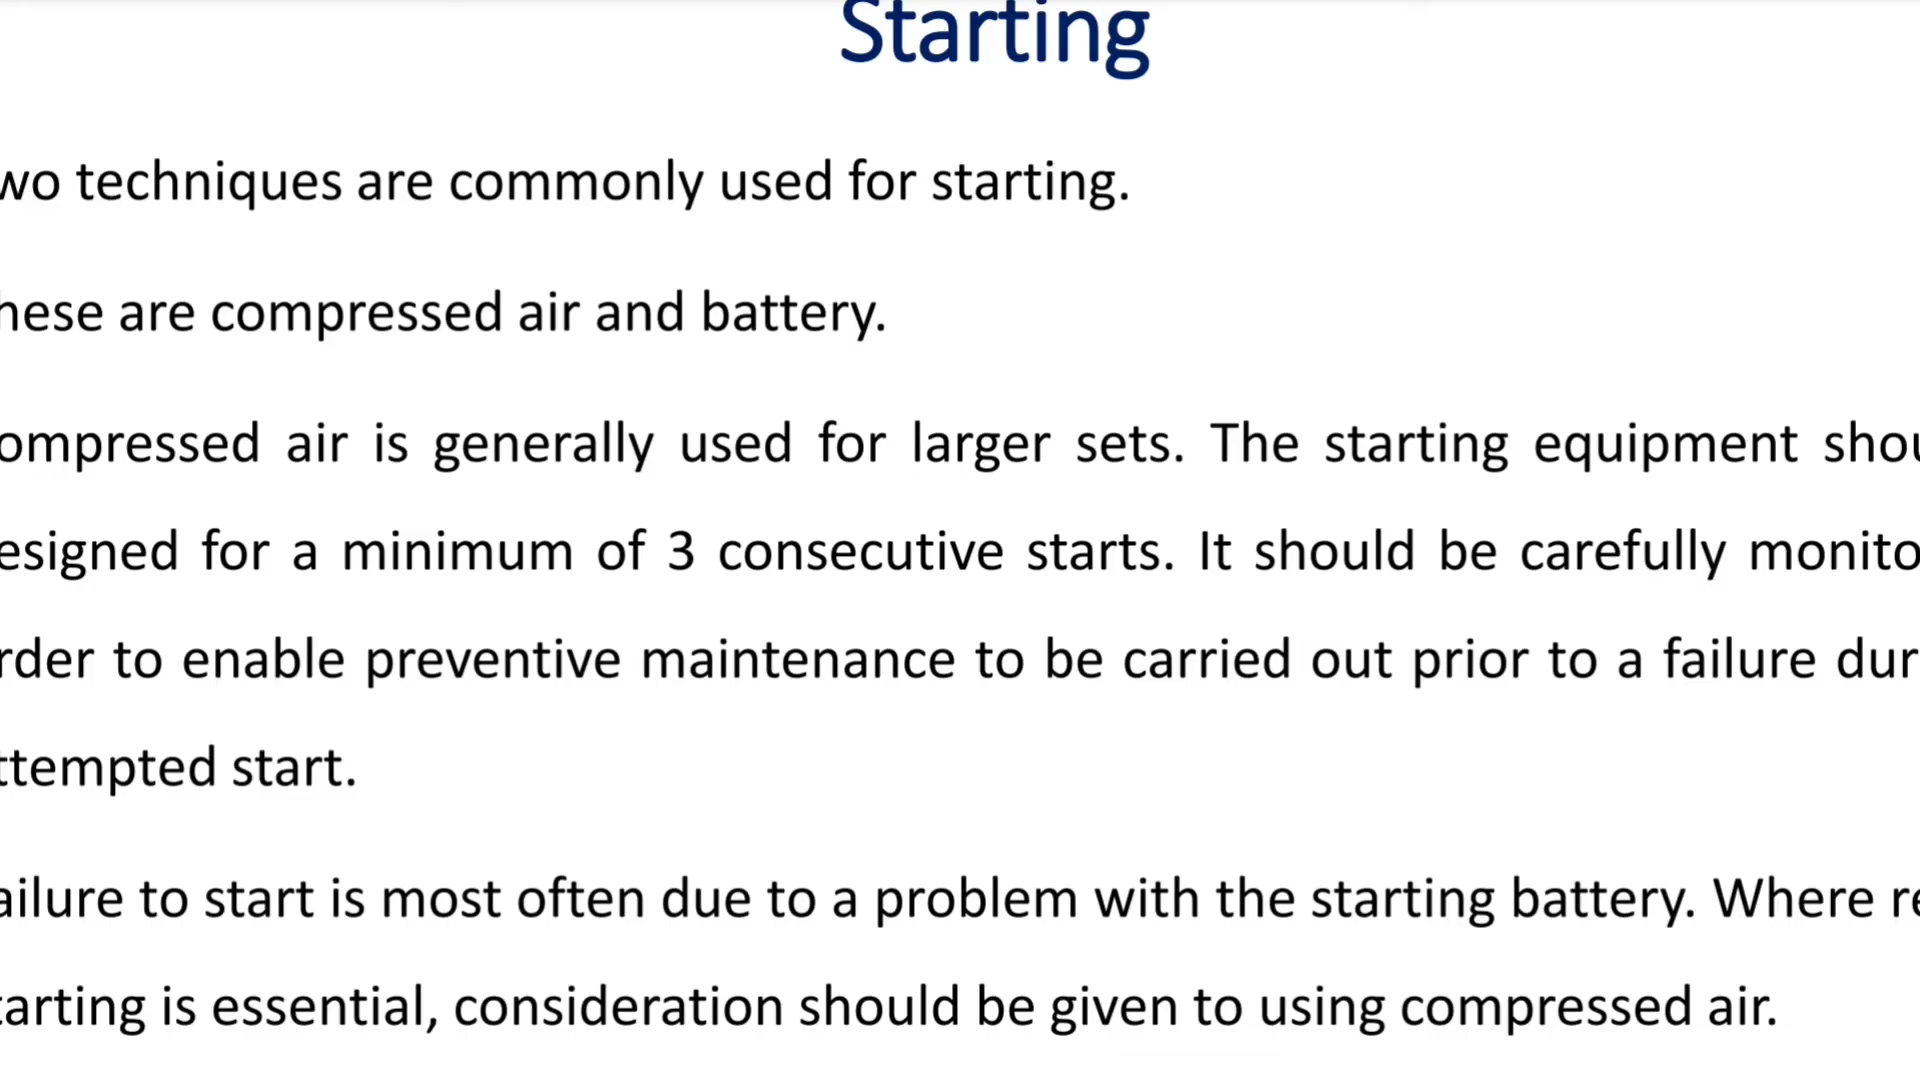 Starting
wo techniques are commonly used for starting.
hese are compressed air and battery.
ompressed air is generally used for larger sets. The starting equipment shou
esigned for a minimum of 3 consecutive starts. It should be carefully monito
rder to enable preventive maintenance to be carried out prior to a failure dur
ttempted start.
ailure to start is most often due to a problem with the starting battery. Where re
tarting is essential, consideration should be given to using compressed air.